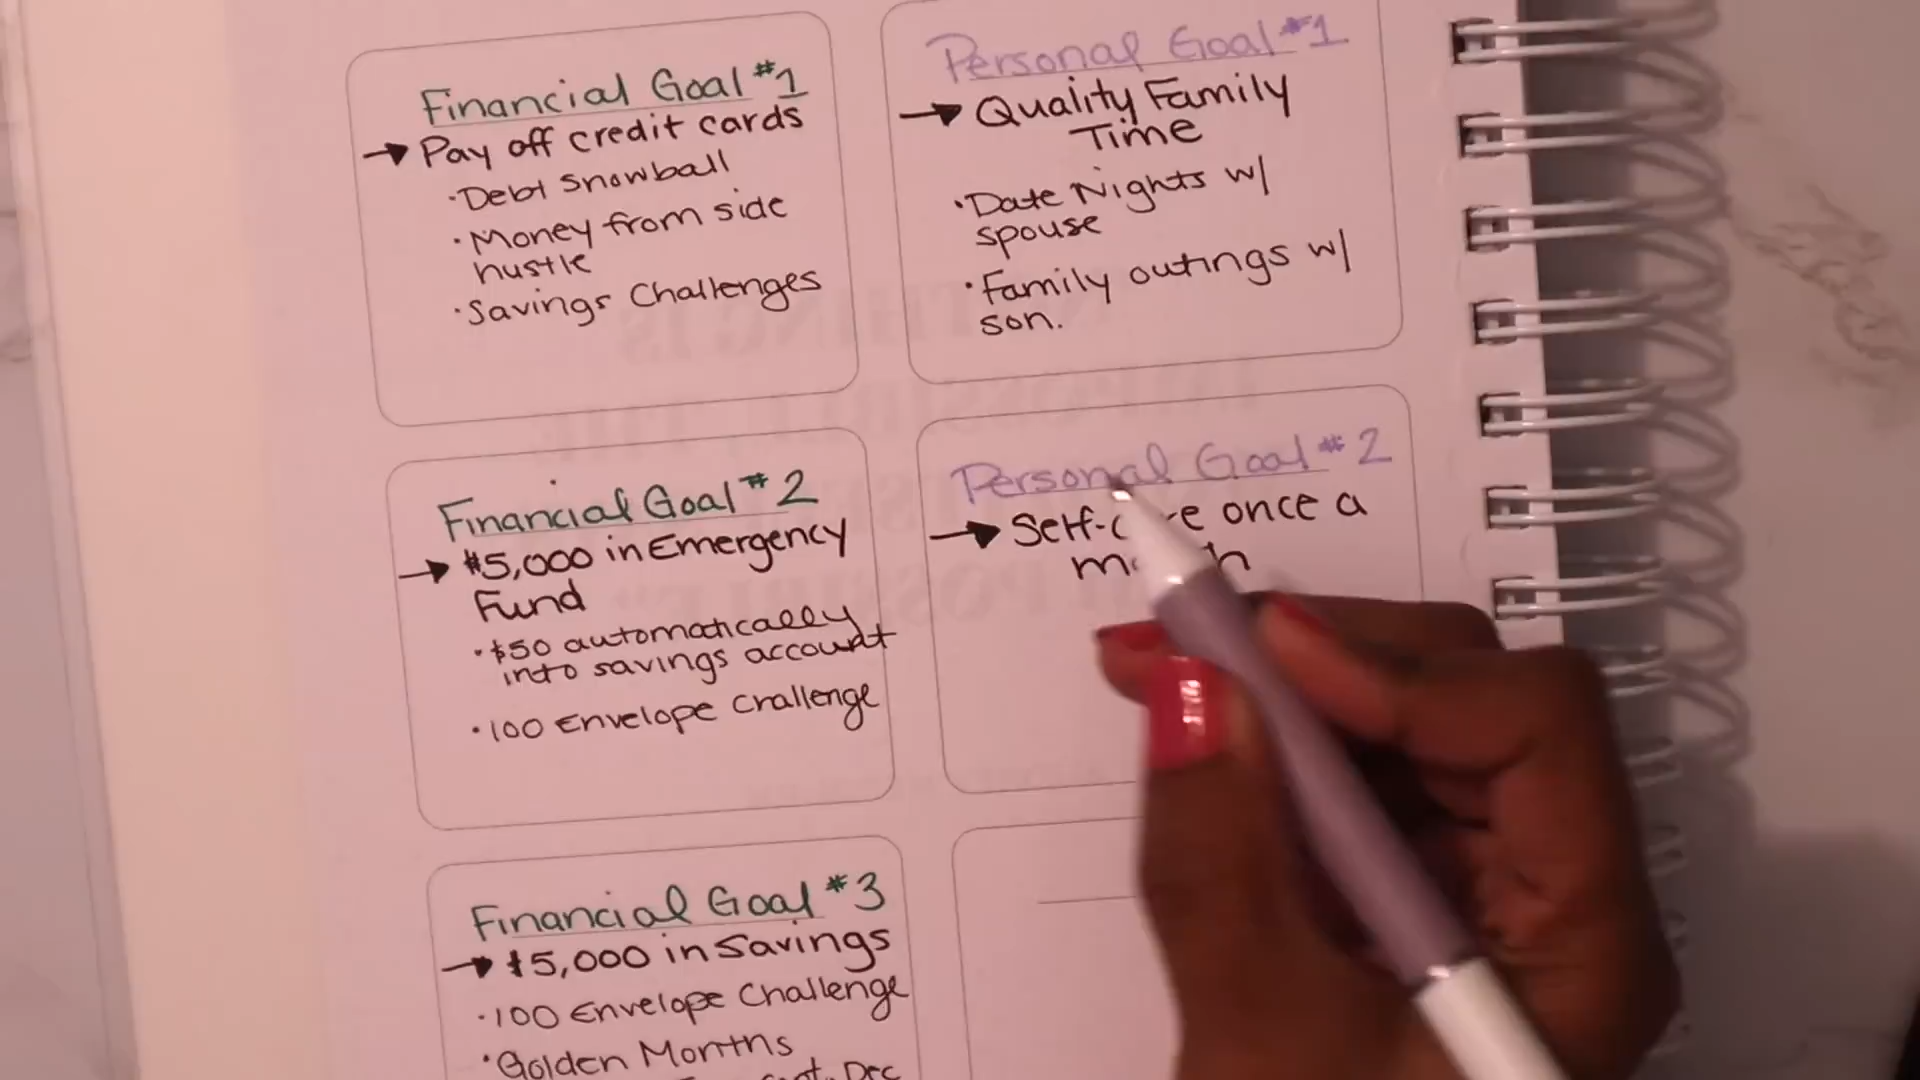 Financial Goal #1
Pay off credit cards
• Debt Snowball
• Money from side
hustle
• Savings Challenges
Personal Goal #1
Quality Family
Time
• Date Nights w/
spouse
• Family outings w/
son.
Financial Goal #2
$5,000 in Emergency
Fund
• $50 automatically
into savings account
• 100 Envelope Challenge
Personal Goal #2
once a
Financial Goal #3
$5,000 in Savings
• 100 Envelope Challenge
• Golden Months
Dec